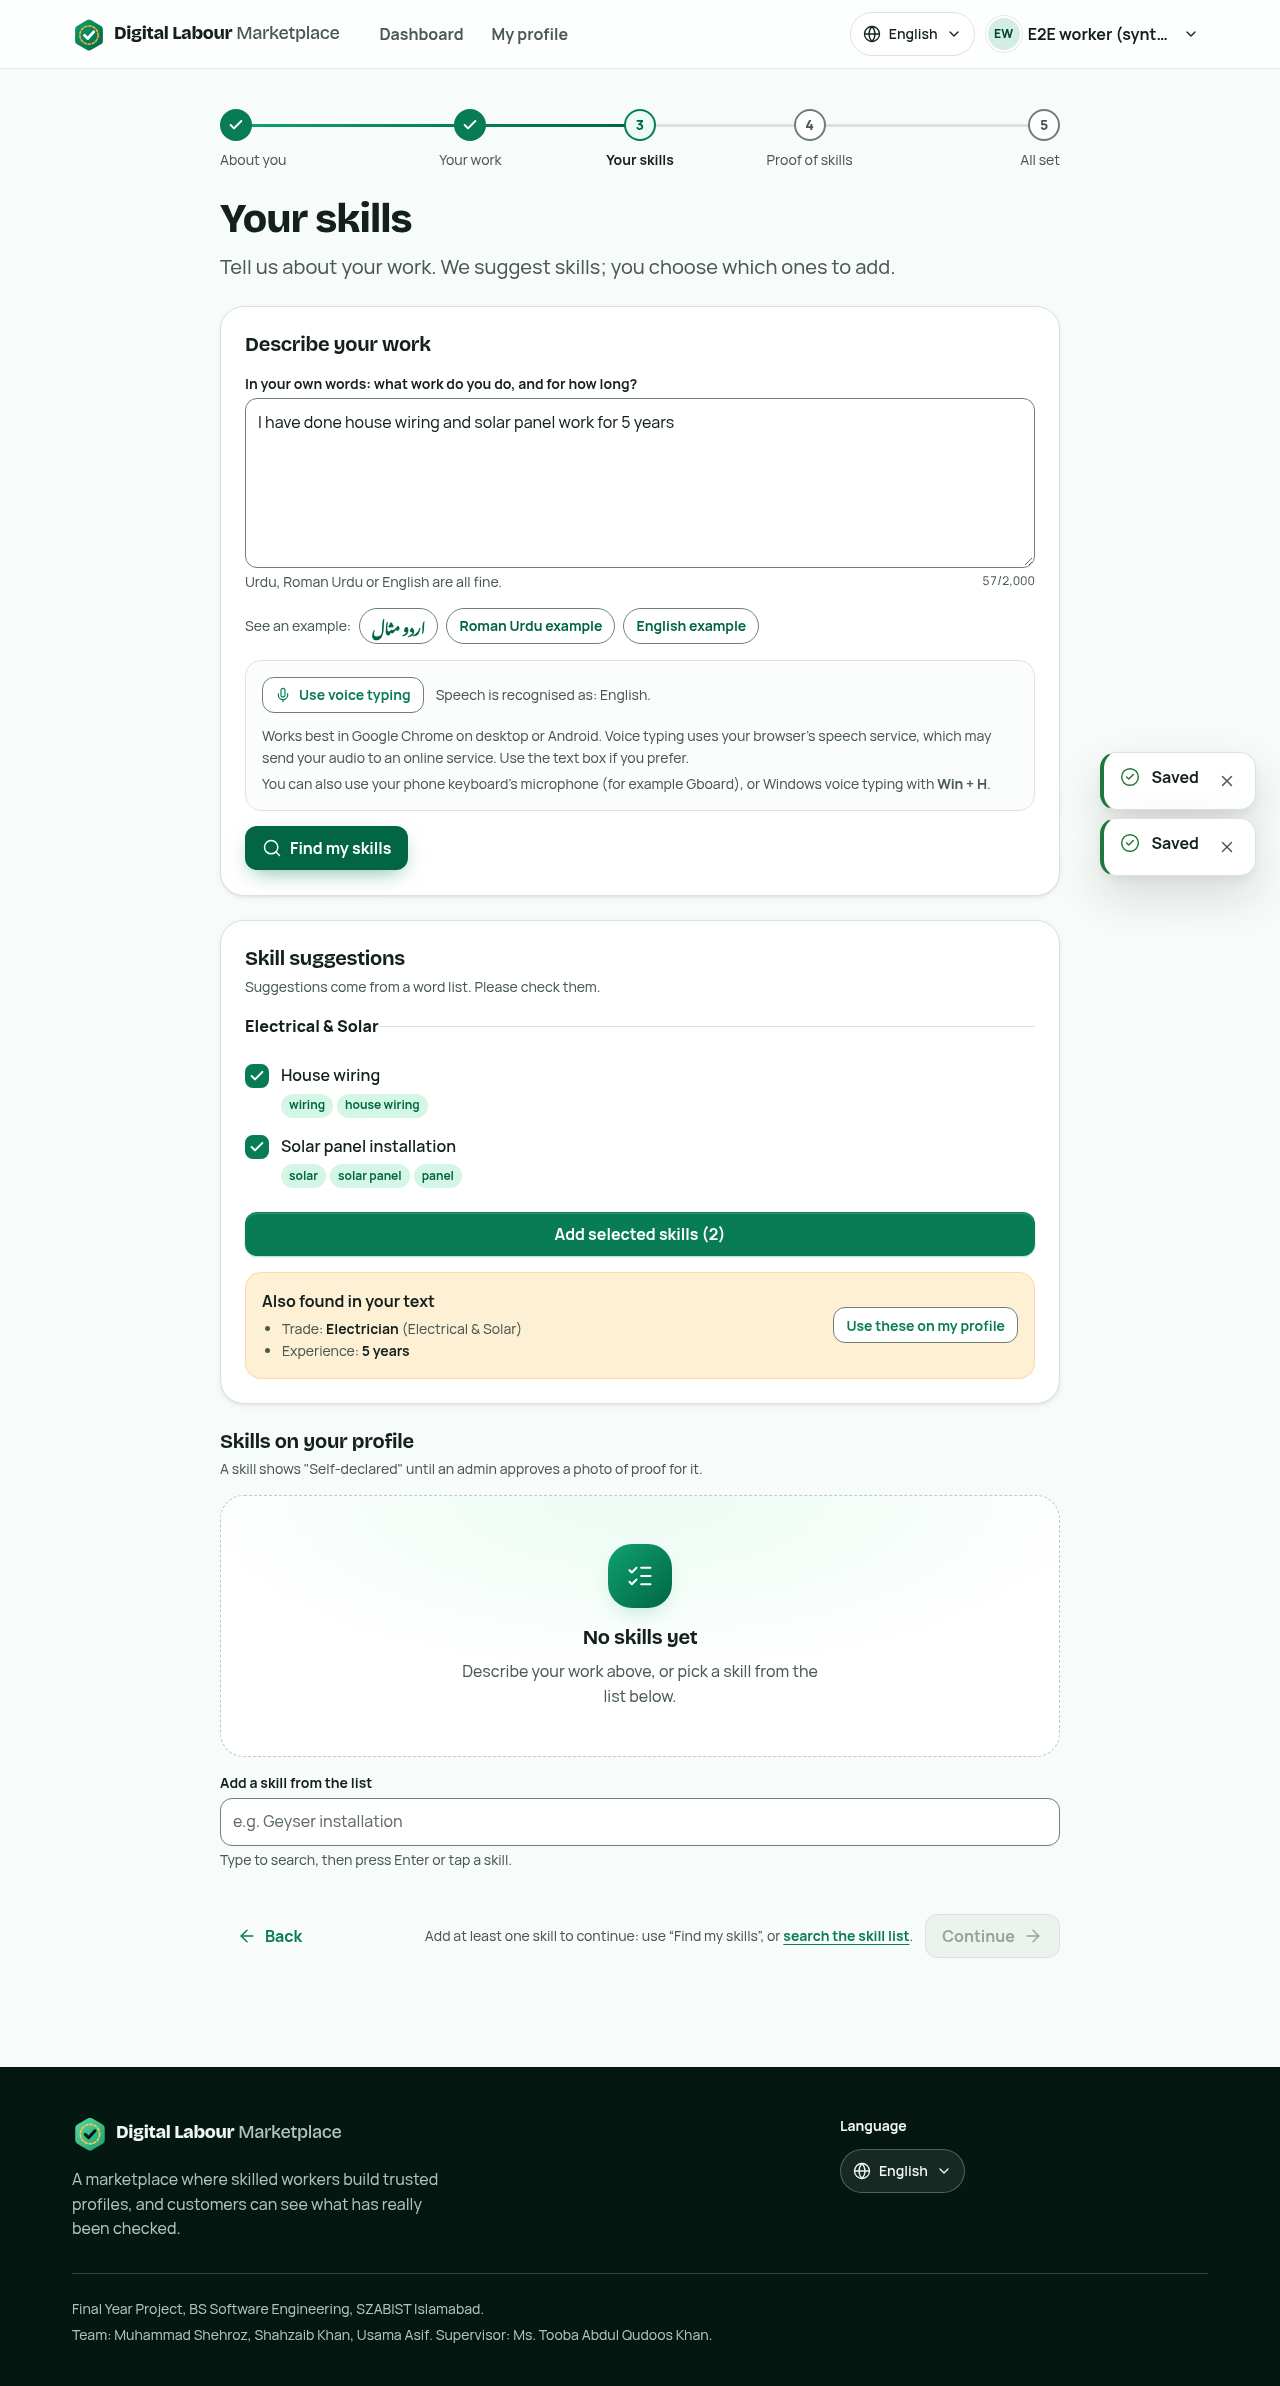 Digital Labour Marketplace
Dashboard
My profile
English
EW
E2E worker (synt...
3
4
5
About you
Your work
Your skills
Proof of skills
All set
Your skills
Tell us about your work. We suggest skills; you choose which ones to add.
Describe your work
In your own words: what work do you do, and for how long?
I have done house wiring and solar panel work for 5 years
Urdu, Roman Urdu or English are all fine.
57/2,000
See an example:
اردو مثال
Roman Urdu example
English example
Use voice typing
Speech is recognised as: English.
Works best in Google Chrome on desktop or Android. Voice typing uses your browser's speech service, which may
send your audio to an online service. Use the text box if you prefer.
You can also use your phone keyboard's microphone (for example Gboard), or Windows voice typing with Win + H.
Saved
Saved
Find my skills
Skill suggestions
Suggestions come from a word list. Please check them.
Electrical & Solar
House wiring
wiring
house wiring
Solar panel installation
solar
solar panel
panel
Add selected skills (2)
Also found in your text
Trade: Electrician (Electrical & Solar)
Experience: 5 years
Use these on my profile
Skills on your profile
A skill shows "Self-declared" until an admin approves a photo of proof for it.
No skills yet
Describe your work above, or pick a skill from the
list below.
Add a skill from the list
e.g. Geyser installation
Type to search, then press Enter or tap a skill.
Back
Add at least one skill to continue: use “Find my skills”, or search the skill list.
Continue
Digital Labour Marketplace
A marketplace where skilled workers build trusted
profiles, and customers can see what has really
been checked.
Language
English
Final Year Project, BS Software Engineering, SZABIST Islamabad.
Team: Muhammad Shehroz, Shahzaib Khan, Usama Asif. Supervisor: Ms. Tooba Abdul Qudoos Khan.